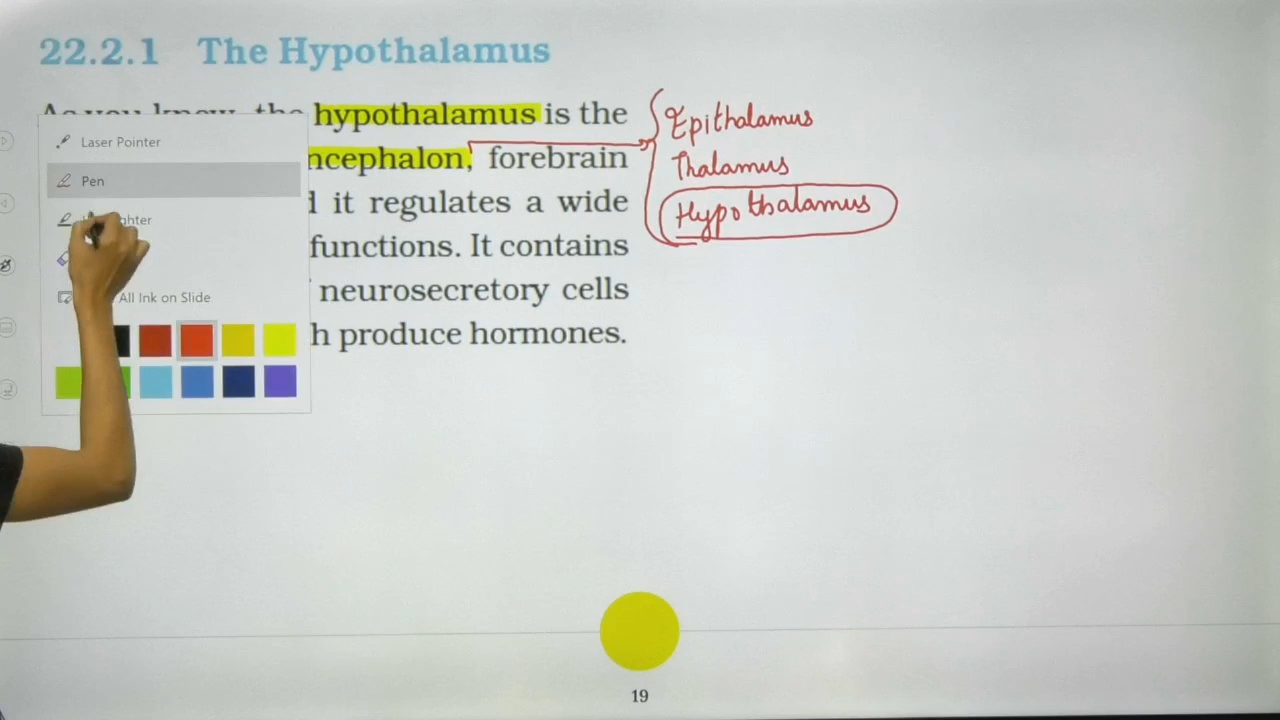 22.2.1 The Hypothalamus
hypothalamus is the
ncephalon, forebrain
it regulates a wide
functions. It contains
neurosecretory cells
h produce hormones.
Epithalamus
Thalamus
Hypothalamus
Laser Pointer
Pen
ghter
All Ink on Slide
19